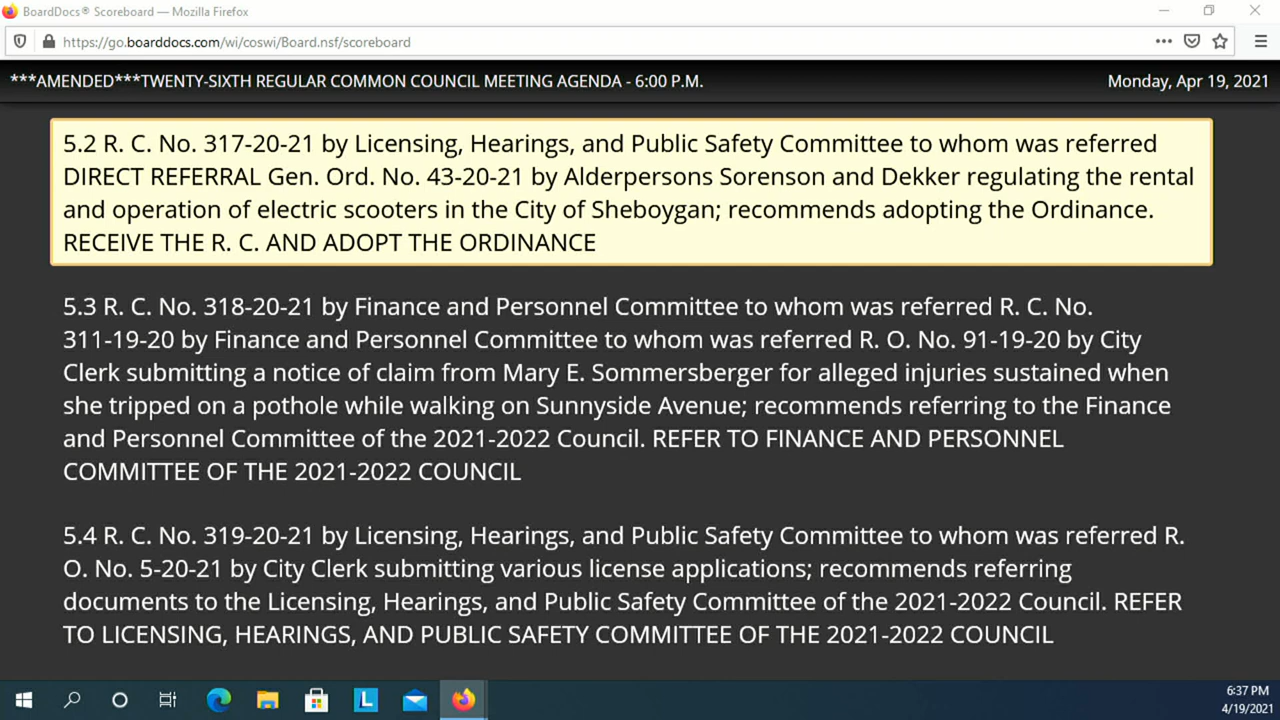 BoardDocs® Scoreboard — Mozilla Firefox
https://go.boarddocs.com/wi/coswi/Board.nsf/scoreboard
***AMENDED***TWENTY-SIXTH REGULAR COMMON COUNCIL MEETING AGENDA - 6:00 P.M. Monday, Apr 19, 2021
5.2 R. C. No. 317-20-21 by Licensing, Hearings, and Public Safety Committee to whom was referred
DIRECT REFERRAL Gen. Ord. No. 43-20-21 by Alderpersons Sorenson and Dekker regulating the rental
and operation of electric scooters in the City of Sheboygan; recommends adopting the Ordinance.
RECEIVE THE R. C. AND ADOPT THE ORDINANCE
5.3 R. C. No. 318-20-21 by Finance and Personnel Committee to whom was referred R. C. No.
311-19-20 by Finance and Personnel Committee to whom was referred R. O. No. 91-19-20 by City
Clerk submitting a notice of claim from Mary E. Sommersberger for alleged injuries sustained when
she tripped on a pothole while walking on Sunnyside Avenue; recommends referring to the Finance
and Personnel Committee of the 2021-2022 Council. REFER TO FINANCE AND PERSONNEL
COMMITTEE OF THE 2021-2022 COUNCIL
5.4 R. C. No. 319-20-21 by Licensing, Hearings, and Public Safety Committee to whom was referred R.
O. No. 5-20-21 by City Clerk submitting various license applications; recommends referring
documents to the Licensing, Hearings, and Public Safety Committee of the 2021-2022 Council. REFER
TO LICENSING, HEARINGS, AND PUBLIC SAFETY COMMITTEE OF THE 2021-2022 COUNCIL
L
6:37 PM
4/19/2021